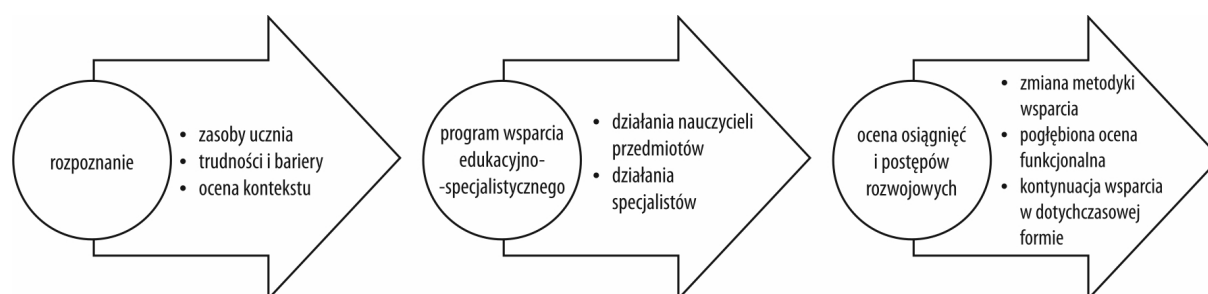 rozpoznanie
• zasoby ucznia
• trudności i bariery
• ocena kontekstu
program wsparcia
edukacyjno-
-specjalistycznego
• działania nauczycieli
przedmiotów
• działania
specjalistów
ocena osiągnięć
i postępów
rozwojowych
• zmiana metodyki
wsparcia
• pogłębiona ocena
funkcjonalna
• kontynuacja wsparcia
w dotychczasowej
formie